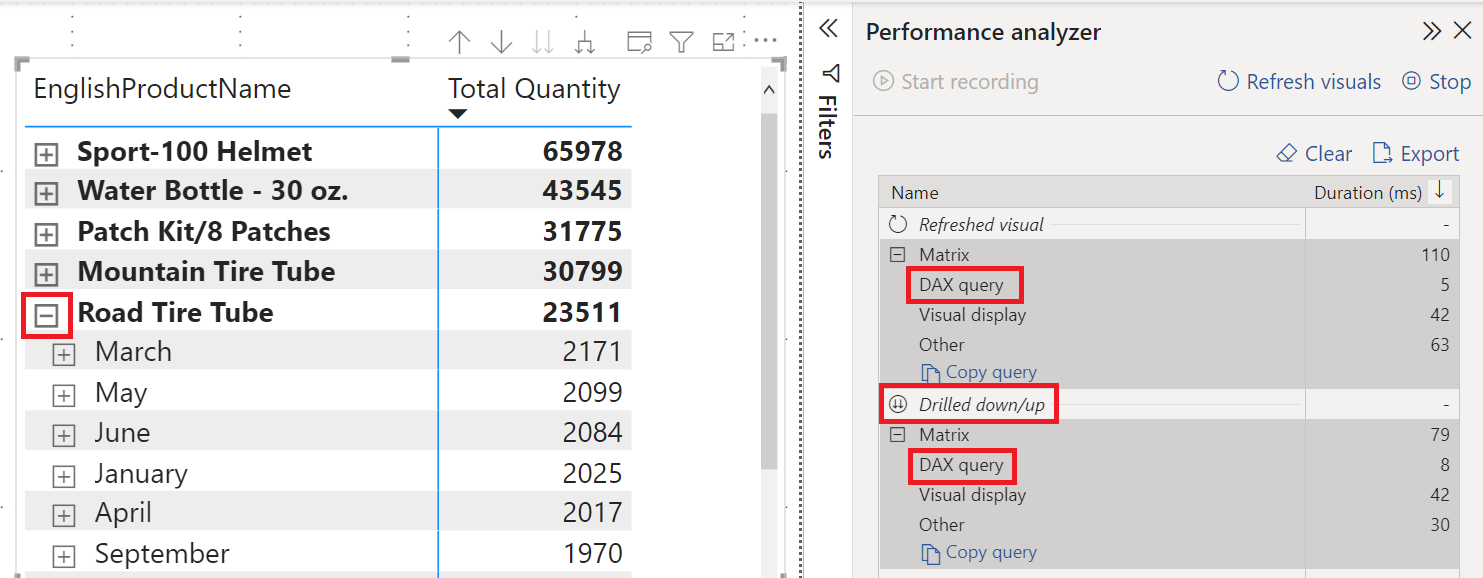 EnglishProductName Total Quantity
Sport-100 Helmet 65978
Water Bottle - 30 oz. 43545
Patch Kit/8 Patches 31775
Mountain Tire Tube 30799
Road Tire Tube 23511
March 2171
May 2099
June 2084
January 2025
April 2017
September 1970
Filters
Performance analyzer
Start recording Refresh visuals Stop
Clear Export
Name Duration (ms)
Refreshed visual -
Matrix 110
DAX query 5
Visual display 42
Other 63
Copy query
Drilled down/up -
Matrix 79
DAX query 8
Visual display 42
Other 30
Copy query